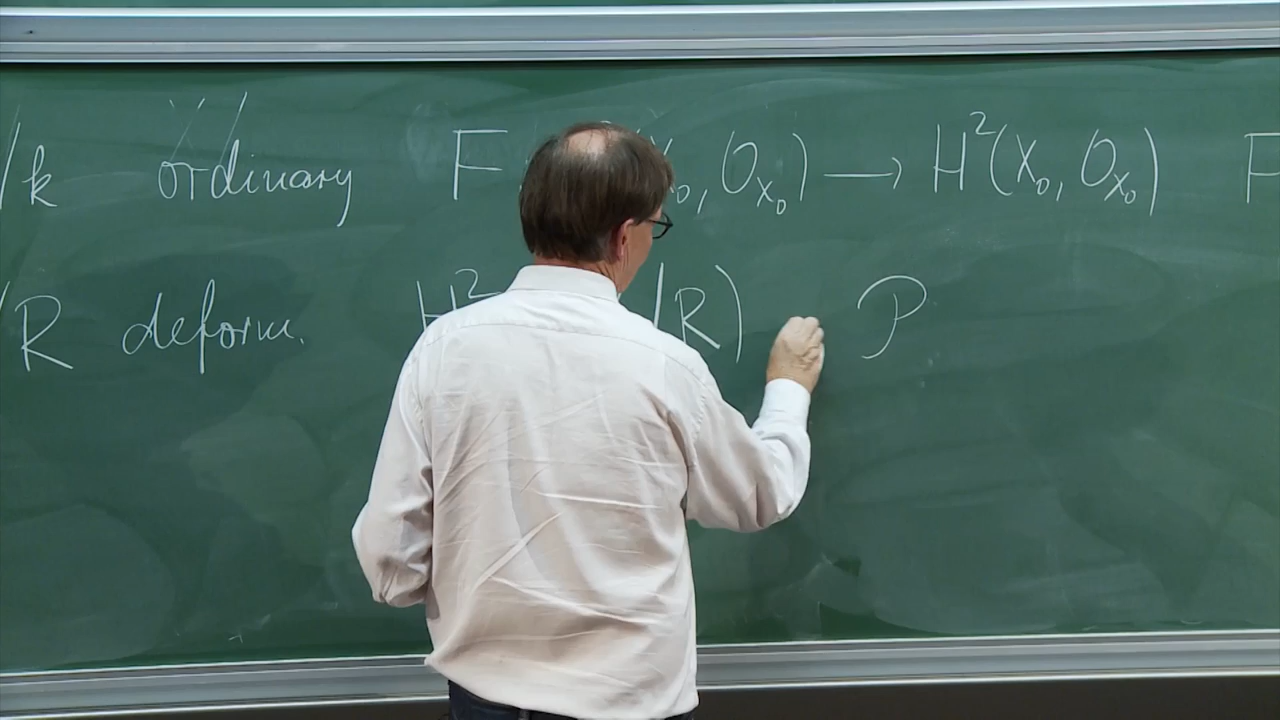 /k ordinary F , O_{X_0}) → H²(X_0, O_{X_0}) F
/R deform. H² /R) P